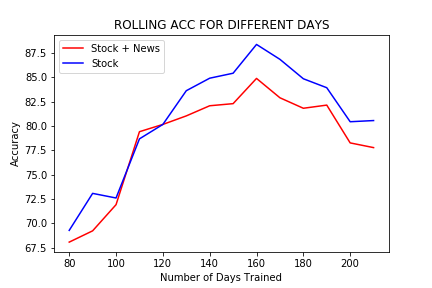 ROLLING ACC FOR DIFFERENT DAYS
Stock + News
Stock
87.5
85.0
82.5
80.0
77.5
75.0
72.5
70.0
67.5
Accuracy
80 100 120 140 160 180 200
Number of Days Trained